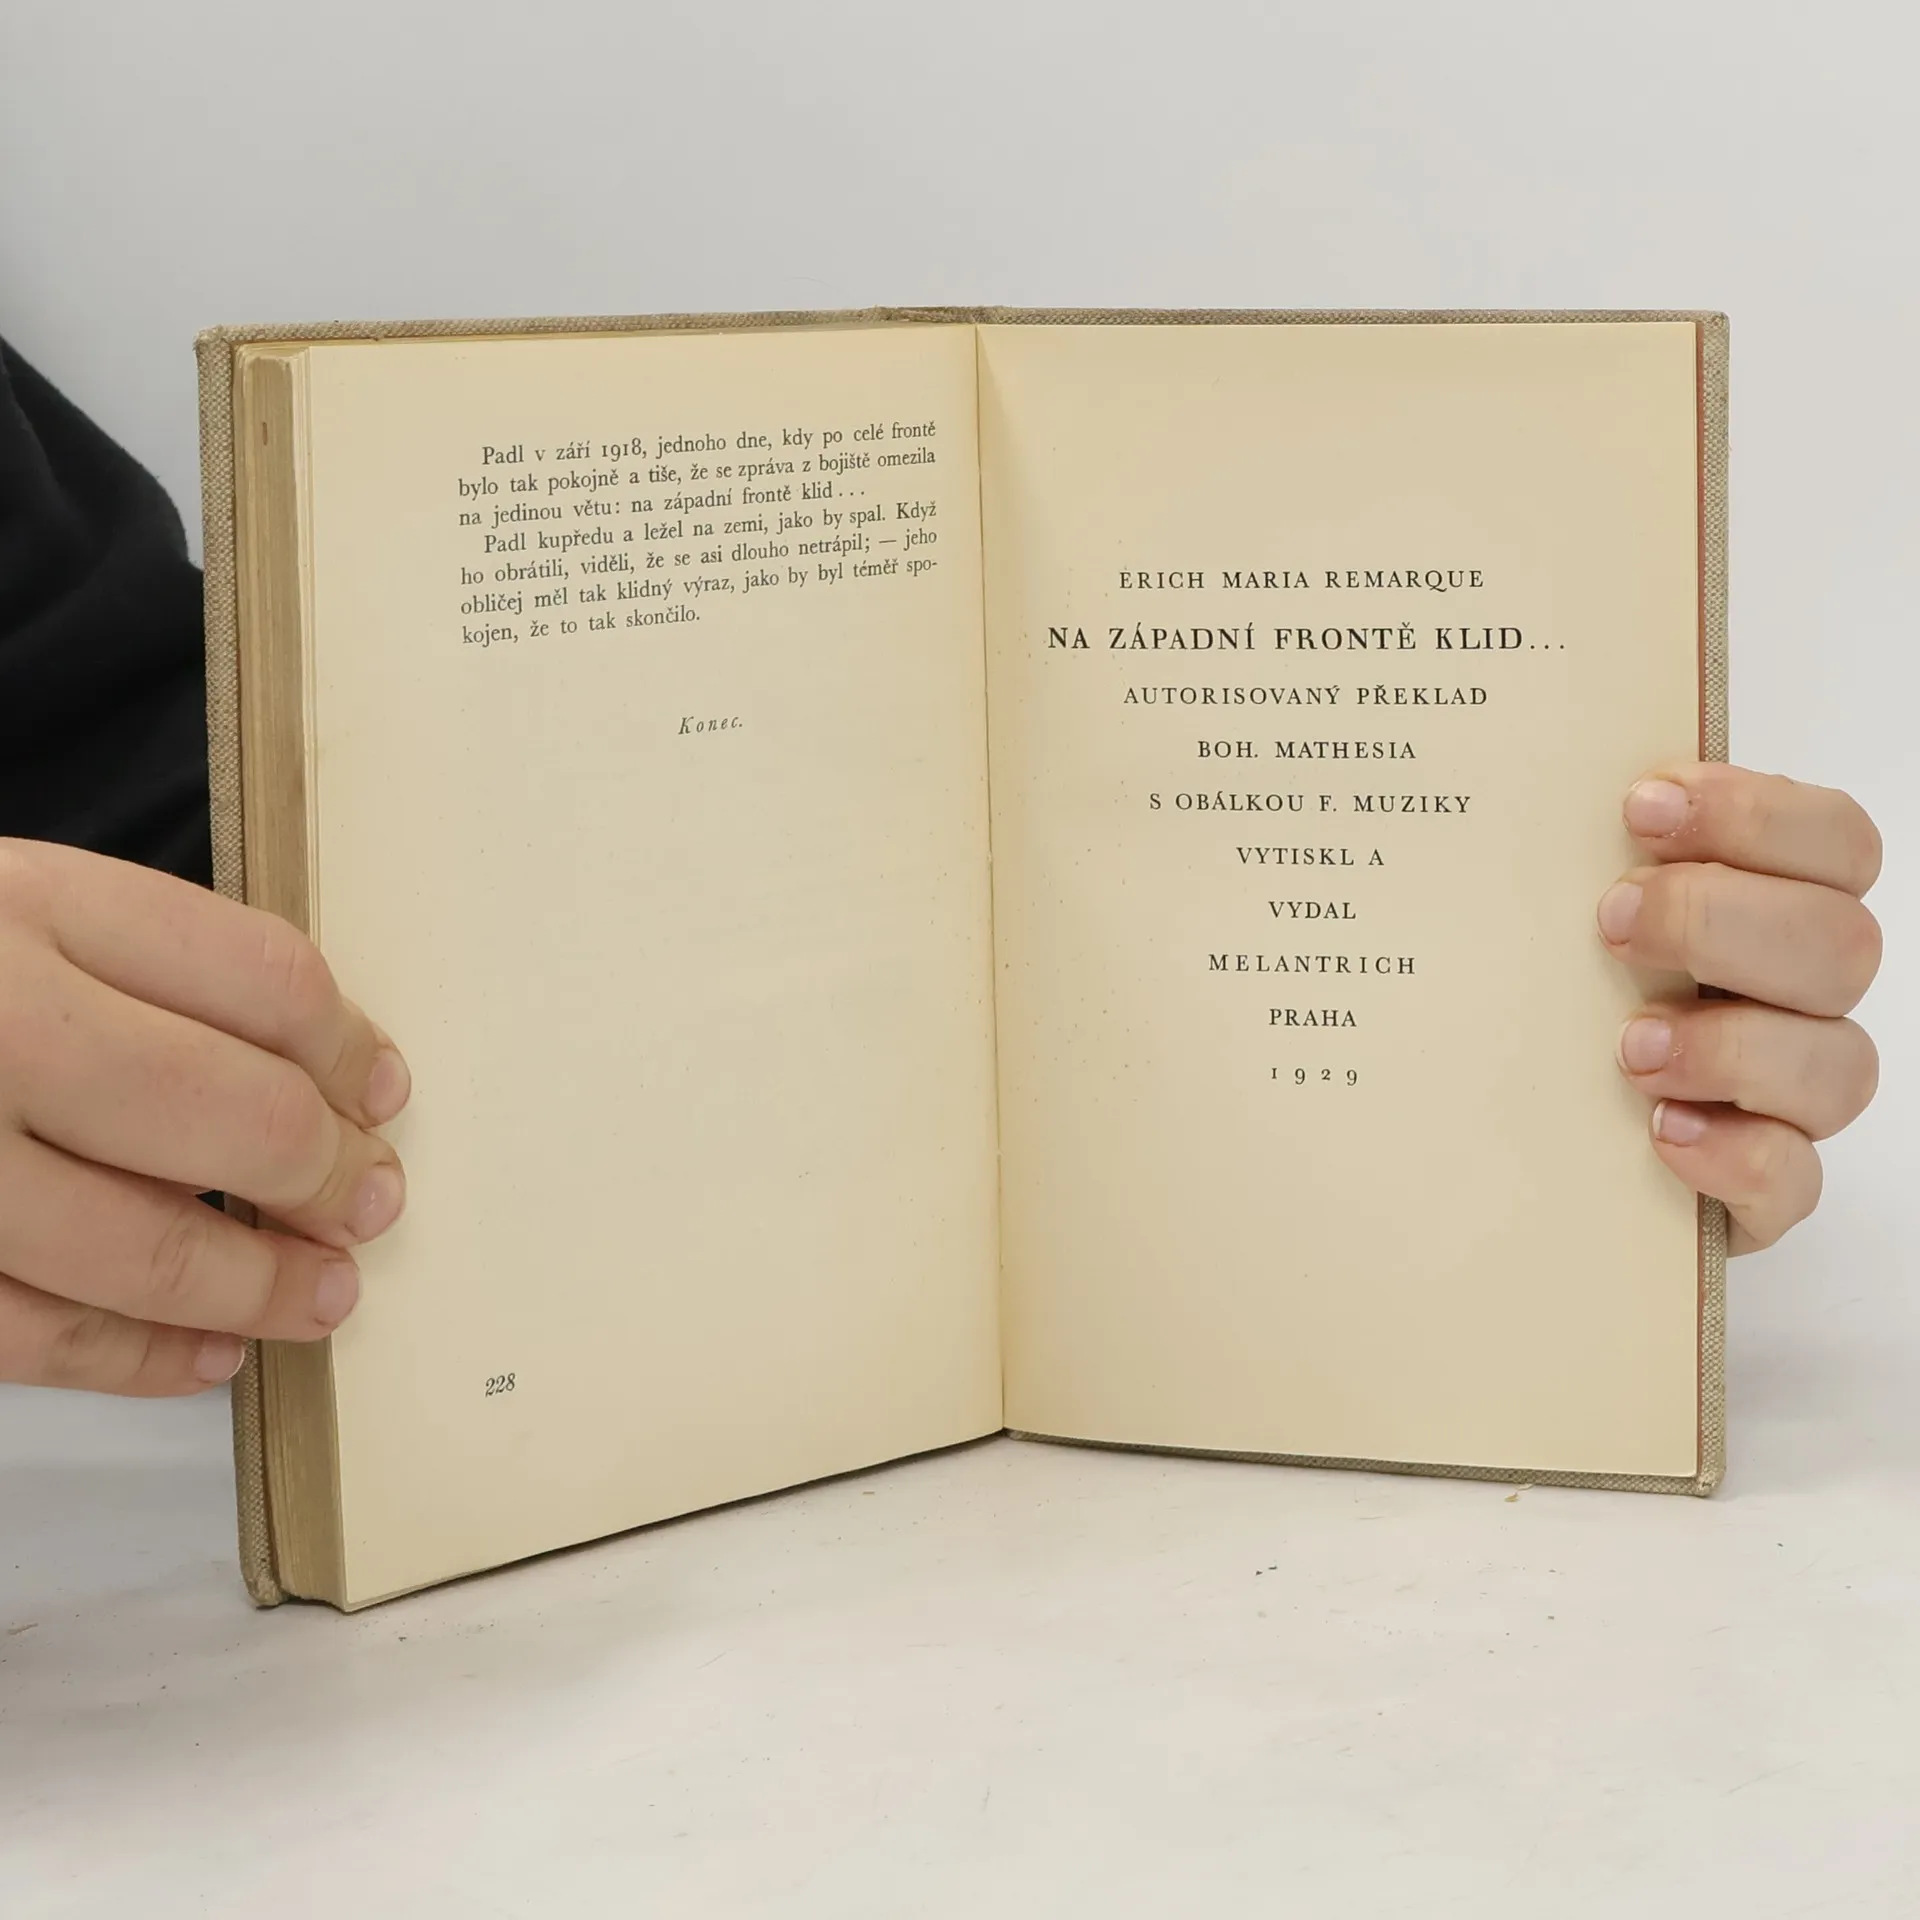 Padl v září 1918, jednoho dne, kdy po celé frontě
bylo tak pokojně a tiše, že se zpráva z bojiště omezila
na jedinou větu: na západní frontě klid...
Padl kupředu a ležel na zemi, jako by spal. Když
ho obrátili, viděli, že se asi dlouho netrápil; — jeho
obličej měl tak klidný výraz, jako by byl téměř spo-
kojen, že to tak skončilo.
Konec.
228
ERICH MARIA REMARQUE
NA ZÁPADNÍ FRONTĚ KLID...
AUTORISOVANÝ PŘEKLAD
BOH. MATHESIA
S OBÁLKOU F. MUZIKY
VYTISKL A
VYDAL
MELANTRICH
PRAHA
1929